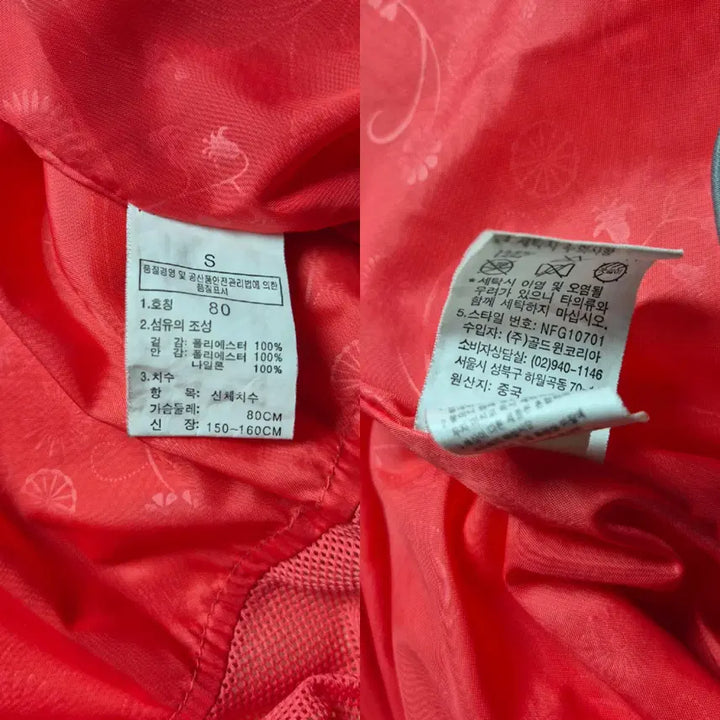 S
품질경영 및 공산품안전관리법에 의한
품질표시
1.호칭 80
2.섬유의 조성
겉 감: 폴리에스터 100%
안 감: 폴리에스터 100%
나일론 100%
3.치수
항 목: 신체치수
가슴둘레: 80CM
신 장: 150~160CM
* 세탁시 이염 및 오염될
우려가 있으니 타의류와
함께 세탁하지 마십시오.
5.스타일 번호: NFG10701
수입자: (주)골드윈코리아
소비자상담실: (02)940-1146
서울시 성북구 하월곡동 70-
원산지: 중국